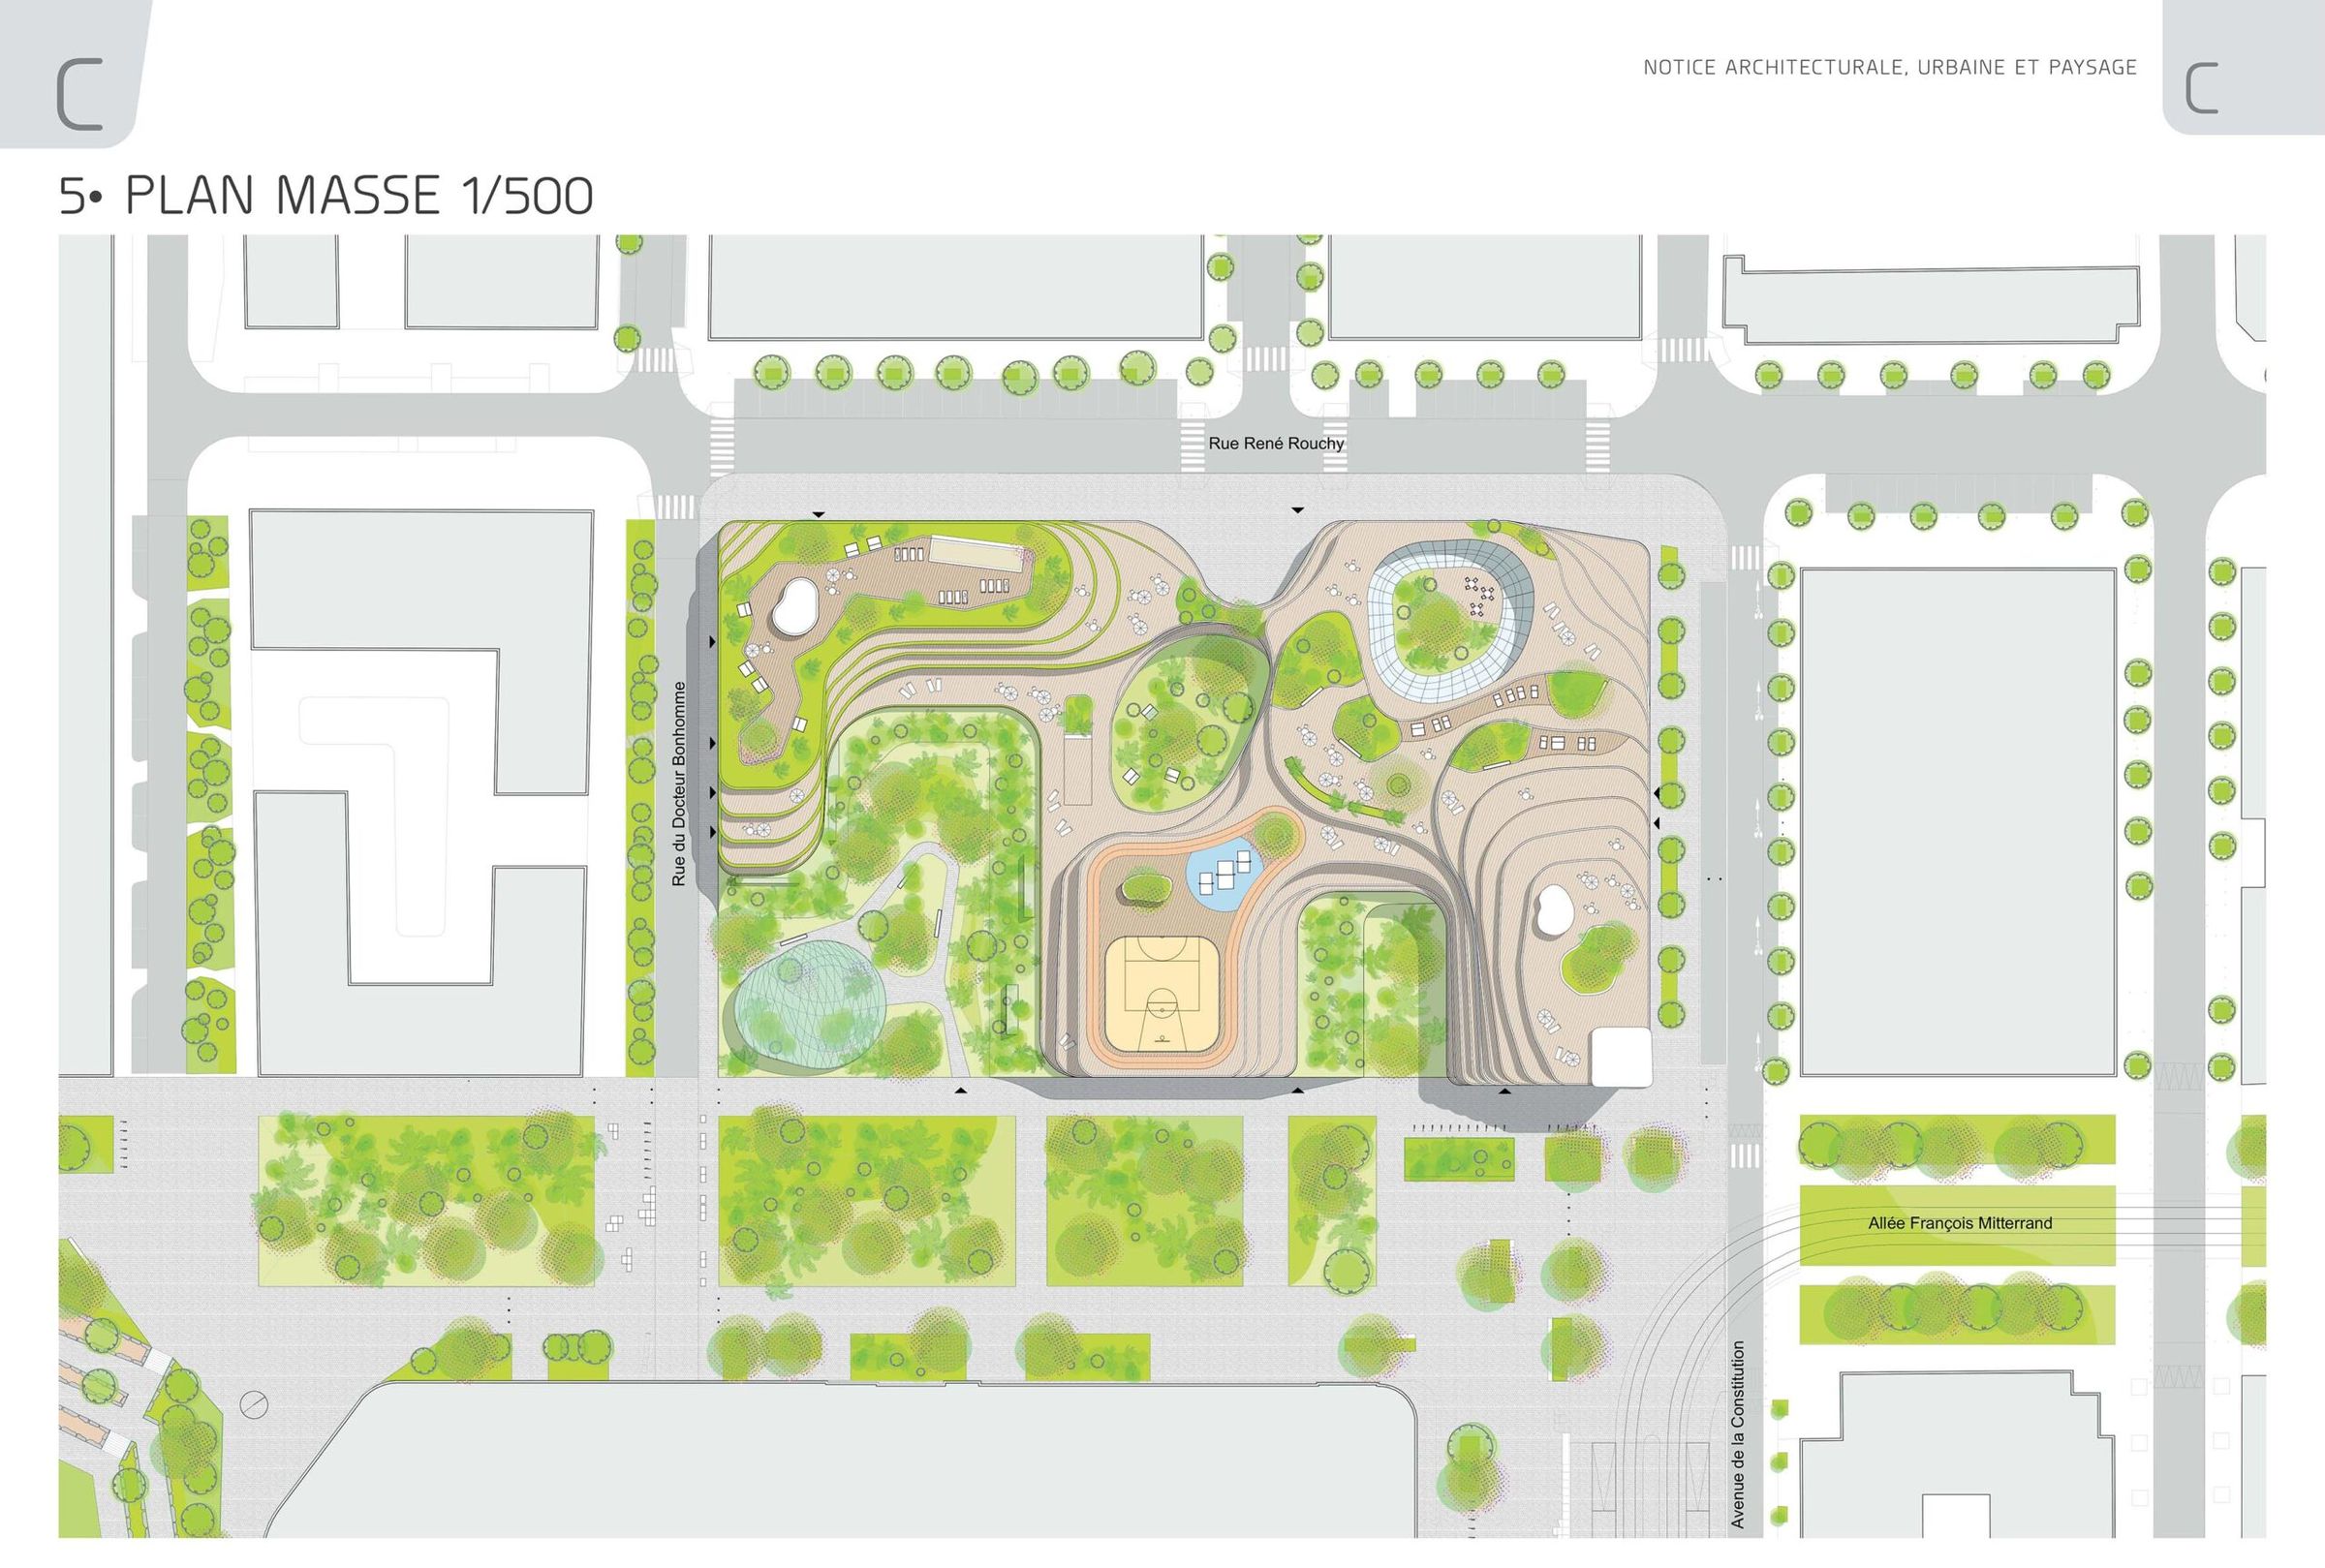 C
NOTICE ARCHITECTURALE, URBAINE ET PAYSAGE
C
5• PLAN MASSE 1/500
Rue René Rouchy
Rue du Docteur Bonhomme
Allée François Mitterrand
Avenue de la Constitution